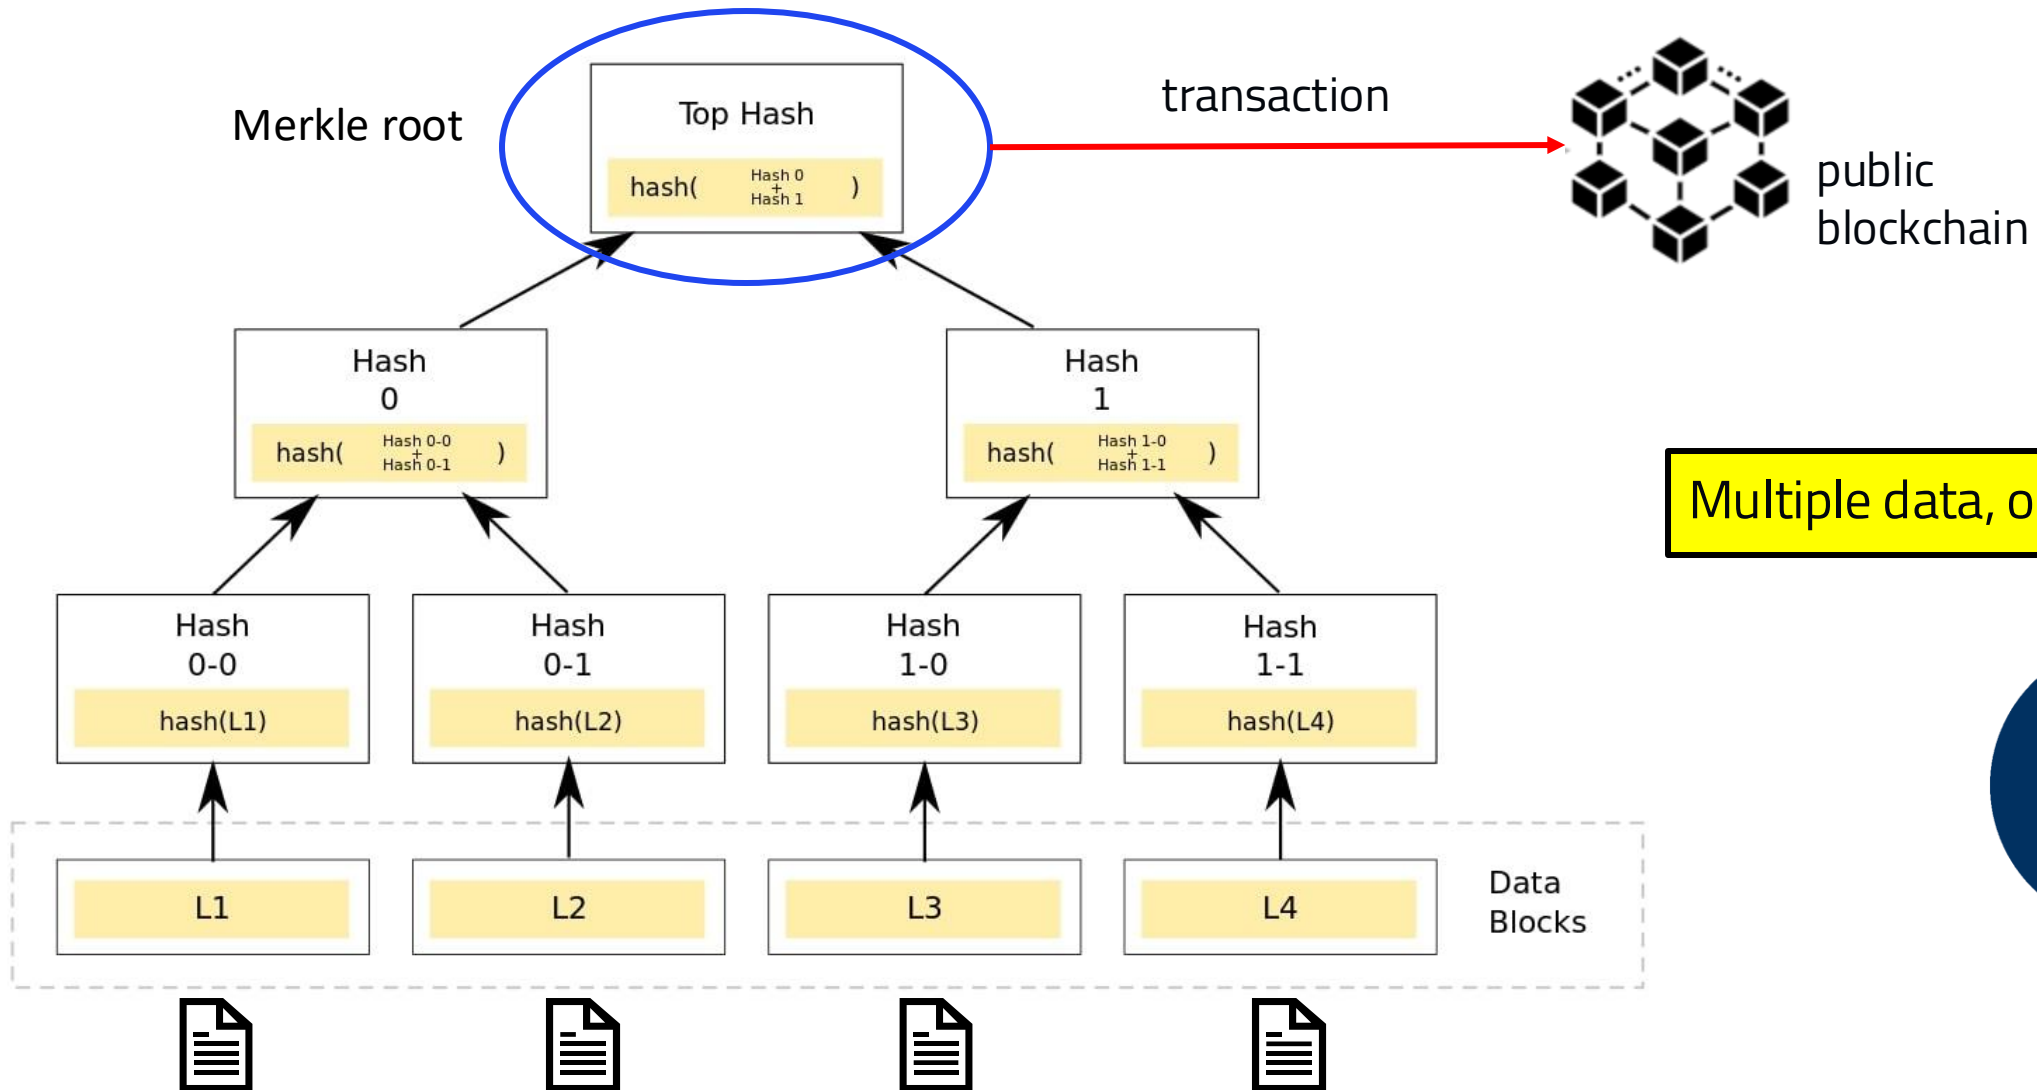 Merkle root
Top Hash
hash( Hash 0 + Hash 1 )
transaction
public
blockchain
Hash
0
hash( Hash 0-0 + Hash 0-1 )
Hash
1
hash( Hash 1-0 + Hash 1-1 )
Multiple data,
Hash
0-0
hash(L1)
Hash
0-1
hash(L2)
Hash
1-0
hash(L3)
Hash
1-1
hash(L4)
L1
L2
L3
L4
Data
Blocks